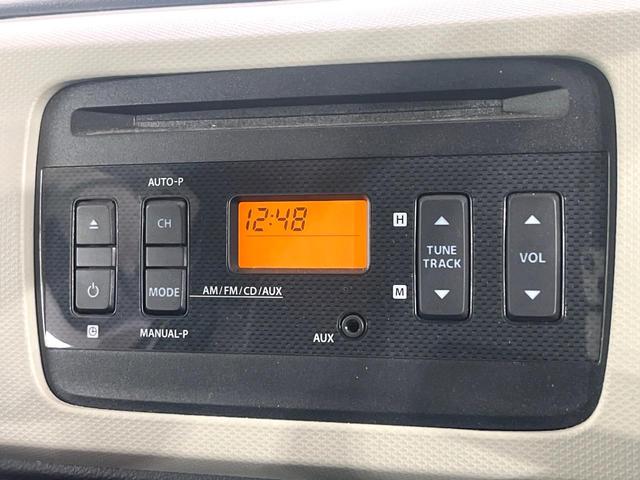 AUTO-P
CH
12:48
H
TUNE
TRACK
VOL
MODE
AM/FM/CD/AUX
M
MANUAL-P
AUX